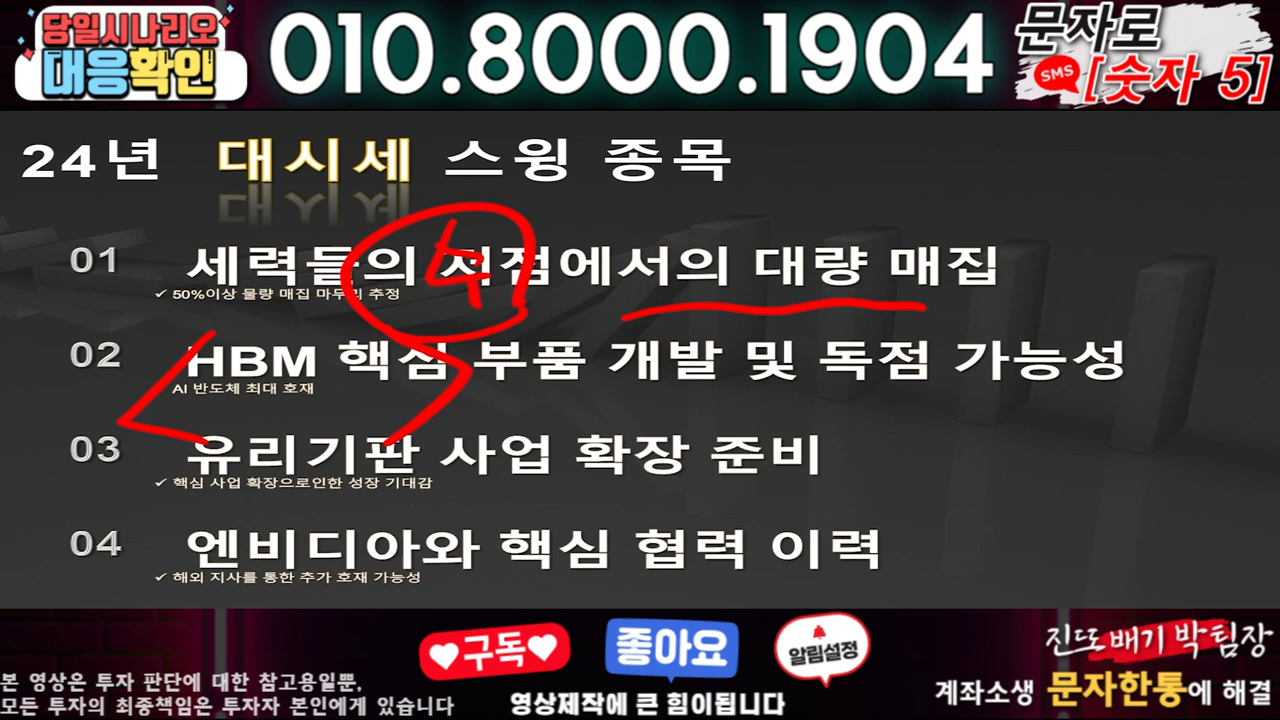 당일시나리오
대응확인
010.8000.1904
문자로
SMS [숫자 5]
24년 대시세 스윙 종목
01 세력들의 저점에서의 대량 매집
✓ 50%이상 물량 매집 마무리 추정
02 HBM 핵심 부품 개발 및 독점 가능성
AI 반도체 최대 호재
03 유리기판 사업 확장 준비
✓ 핵심 사업 확장으로인한 성장 기대감
04 엔비디아와 핵심 협력 이력
✓ 해외 지사를 통한 추가 호재 가능성
구독
좋아요
알림설정
진또배기 박팀장
본 영상은 투자 판단에 대한 참고용일뿐,
모든 투자의 최종책임은 투자자 본인에게 있습니다
영상제작에 큰 힘이됩니다
계좌소생 문자한통에 해결